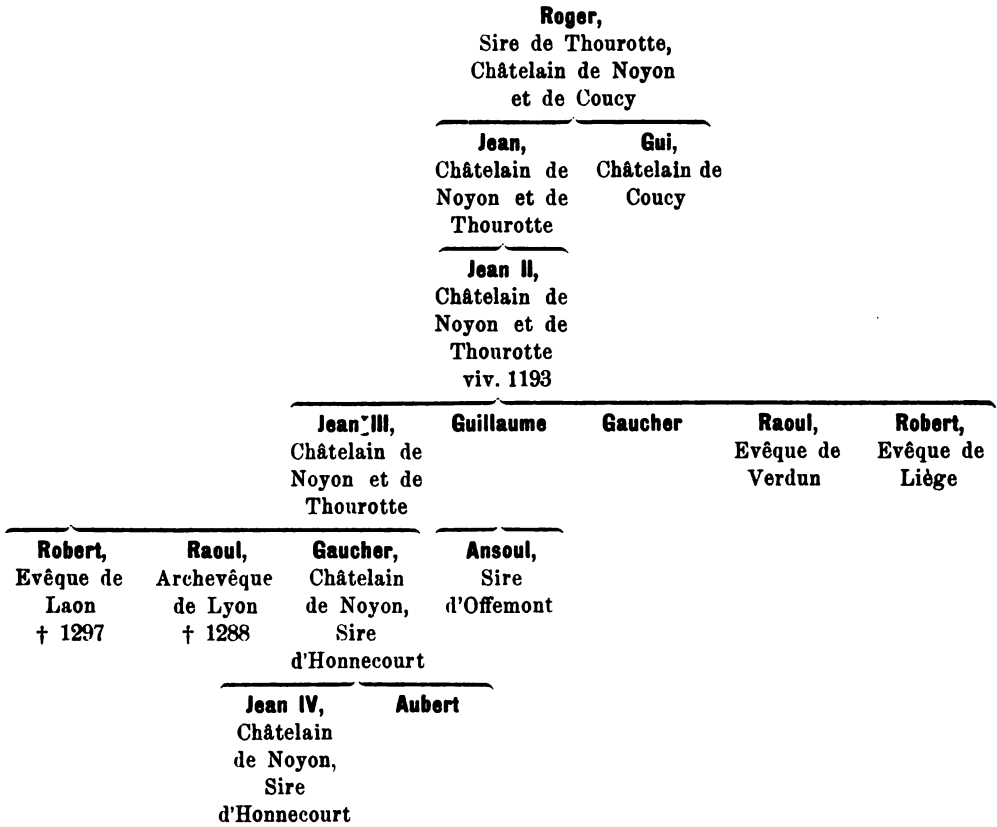 Roger,
Sire de Thourotte,
Châtelain de Noyon
et de Coucy
Jean,
Châtelain de
Noyon et de
Thourotte
Gui,
Châtelain de
Coucy
Jean II,
Châtelain de
Noyon et de
Thourotte
viv. 1193
Jean III,
Châtelain de
Noyon et de
Thourotte
Guillaume
Gaucher
Raoul,
Evêque de
Verdun
Robert,
Evêque de
Liège
Robert,
Evêque de
Laon
† 1297
Raoul,
Archevêque
de Lyon
† 1288
Gaucher,
Châtelain
de Noyon,
Sire
d'Honnecourt
Ansoul,
Sire
d'Offemont
Jean IV,
Châtelain
de Noyon,
Sire
d'Honnecourt
Aubert